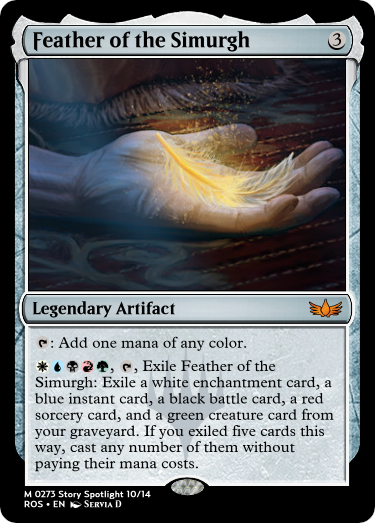 Feather of the Simurgh 3
Legendary Artifact
: Add one mana of any color.
, , Exile Feather of the
Simurgh: Exile a white enchantment card, a
blue instant card, a black battle card, a red
sorcery card, and a green creature card from
your graveyard. If you exiled five cards this
way, cast any number of them without
paying their mana costs.
M 0273 Story Spotlight 10/14
ROS • EN Servia D